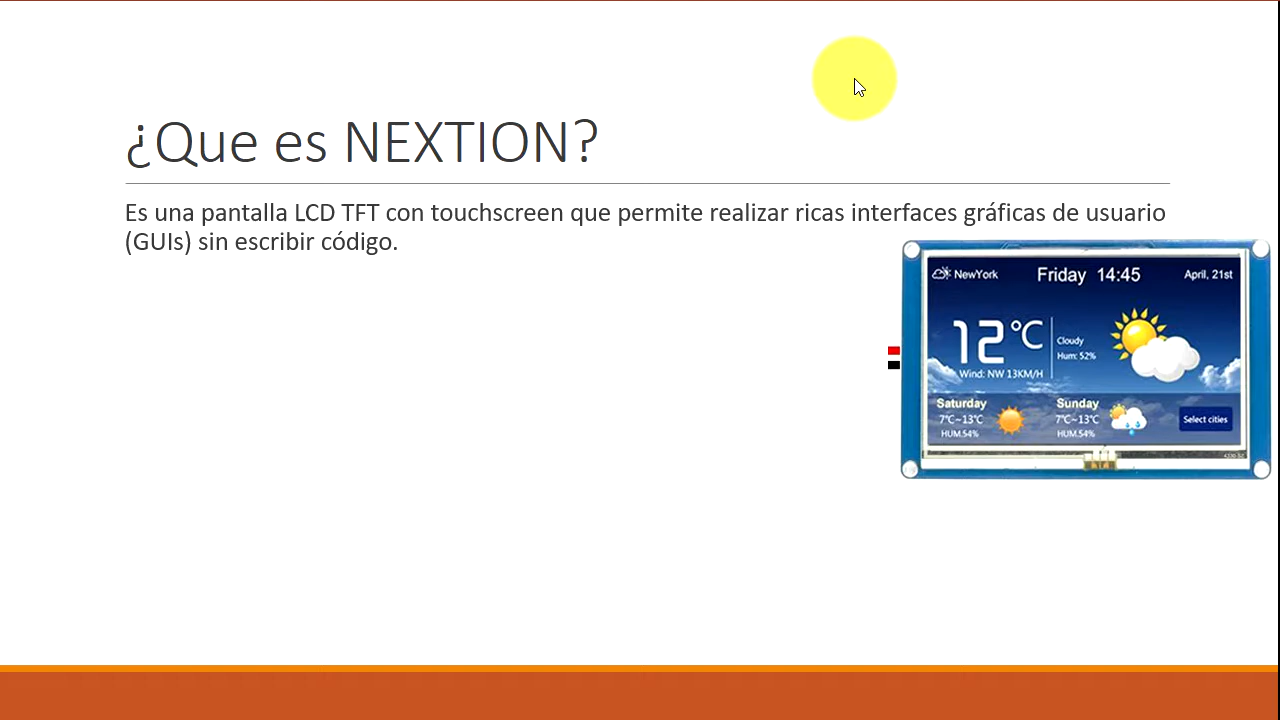 ¿Que es NEXTION?
Es una pantalla LCD TFT con touchscreen que permite realizar ricas interfaces gráficas de usuario
(GUIs) sin escribir código.
NewYork
Friday 14:45
April, 21st
12°C
Cloudy
Hum: 52%
Wind: NW 13KM/H
Saturday
7℃~13℃
HUM.54%
Sunday
7℃~13℃
HUM.54%
Select cities